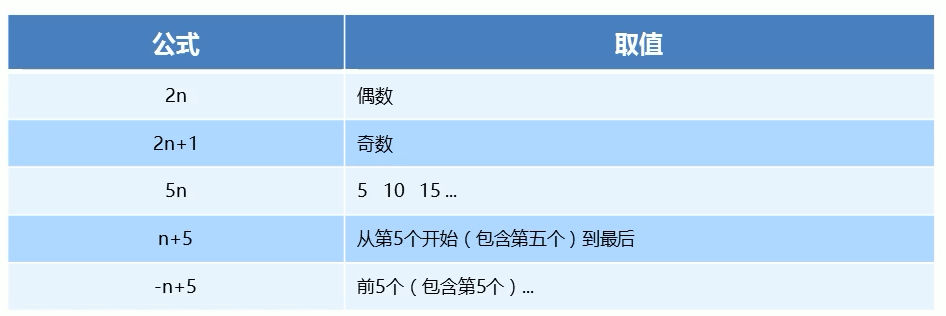 公式 取值
2n 偶数
2n+1 奇数
5n 5 10 15 ...
n+5 从第5个开始（包含第五个）到最后
-n+5 前5个（包含第5个）...